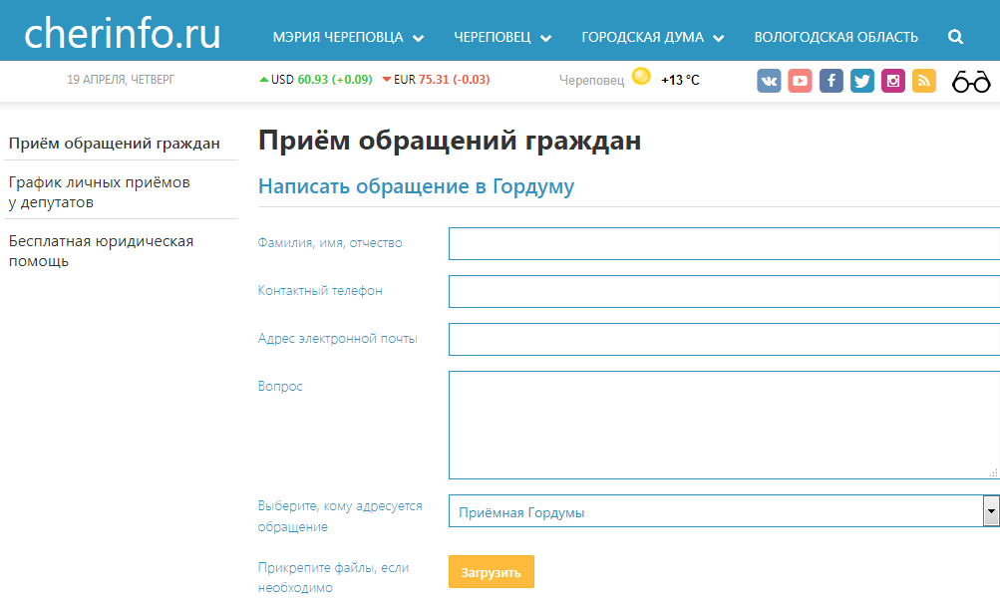 cherinfo.ru
МЭРИЯ ЧЕРЕПОВЦА ЧЕРЕПОВЕЦ ГОРОДСКАЯ ДУМА ВОЛОГОДСКАЯ ОБЛАСТЬ
19 АПРЕЛЯ, ЧЕТВЕРГ USD 60.93 (+0.09) EUR 75.31 (-0.03) Череповец +13 °C
Приём обращений граждан
График личных приёмов
у депутатов
Бесплатная юридическая
помощь
Приём обращений граждан
Написать обращение в Гордуму
Фамилия, имя, отчество
Контактный телефон
Адрес электронной почты
Вопрос
Выберите, кому адресуется
обращение
Приёмная Гордумы
Прикрепите файлы, если
необходимо
Загрузить